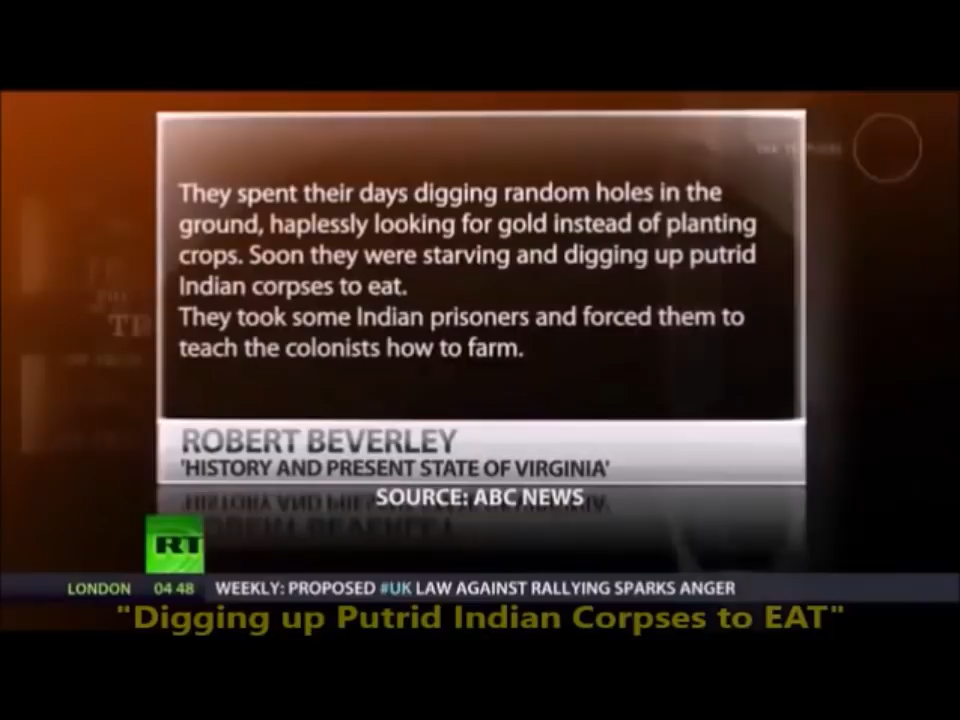 They spent their days digging random holes in the
ground, haplessly looking for gold instead of planting
crops. Soon they were starving and digging up putrid
Indian corpses to eat.
They took some Indian prisoners and forced them to
teach the colonists how to farm.
ROBERT BEVERLEY
'HISTORY AND PRESENT STATE OF VIRGINIA'
SOURCE: ABC NEWS
RT
LONDON 04 48 WEEKLY: PROPOSED #UK LAW AGAINST RALLYING SPARKS ANGER
"Digging up Putrid Indian Corpses to EAT"